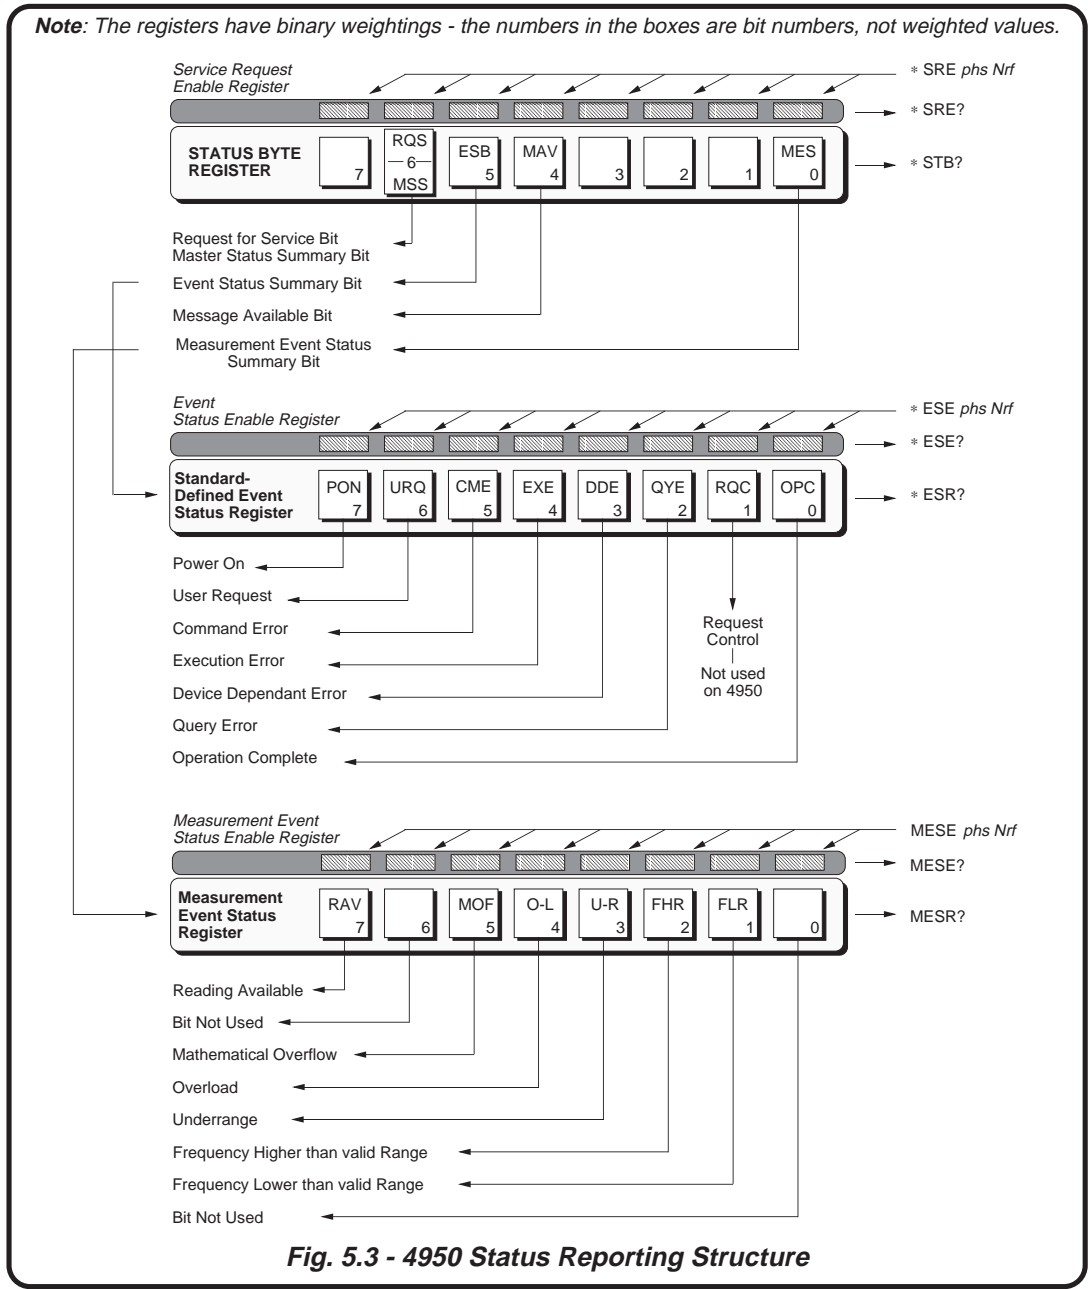 Note: The registers have binary weightings - the numbers in the boxes are bit numbers, not weighted values.
Service Request
Enable Register
* SRE phs Nrf
* SRE?
STATUS BYTE
REGISTER
7
RQS
6
MSS
ESB
5
MAV
4
3
2
1
MES
0
* STB?
Request for Service Bit
Master Status Summary Bit
Event Status Summary Bit
Message Available Bit
Measurement Event Status
Summary Bit
Event
Status Enable Register
* ESE phs Nrf
* ESE?
Standard-
Defined Event
Status Register
PON
7
URQ
6
CME
5
EXE
4
DDE
3
QYE
2
RQC
1
OPC
0
* ESR?
Power On
User Request
Command Error
Execution Error
Device Dependant Error
Query Error
Operation Complete
Request
Control
Not used
on 4950
Measurement Event
Status Enable Register
MESE phs Nrf
MESE?
Measurement
Event Status
Register
RAV
7
6
MOF
5
O-L
4
U-R
3
FHR
2
FLR
1
0
MESR?
Reading Available
Bit Not Used
Mathematical Overflow
Overload
Underrange
Frequency Higher than valid Range
Frequency Lower than valid Range
Bit Not Used
Fig. 5.3 - 4950 Status Reporting Structure